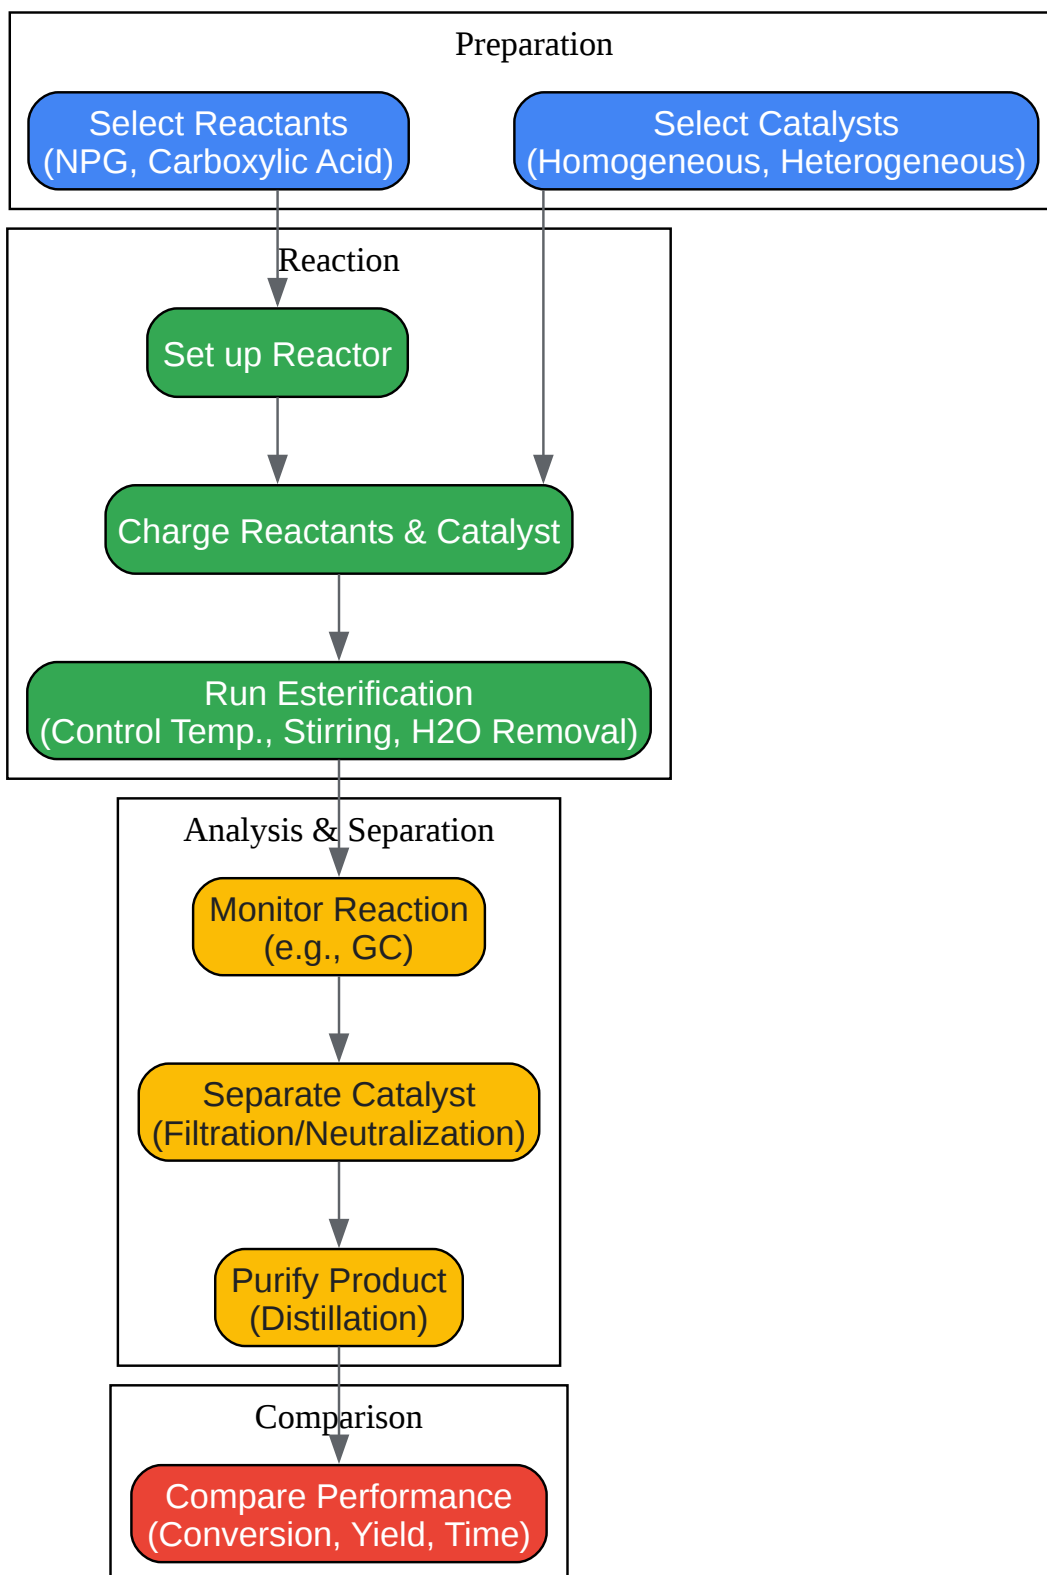 Preparation
Select Reactants
(NPG, Carboxylic Acid)
Select Catalysts
(Homogeneous, Heterogeneous)
Reaction
Set up Reactor
Charge Reactants & Catalyst
Run Esterification
(Control Temp., Stirring, H2O Removal)
Analysis & Separation
Monitor Reaction
(e.g., GC)
Separate Catalyst
(Filtration/Neutralization)
Purify Product
(Distillation)
Comparison
Compare Performance
(Conversion, Yield, Time)